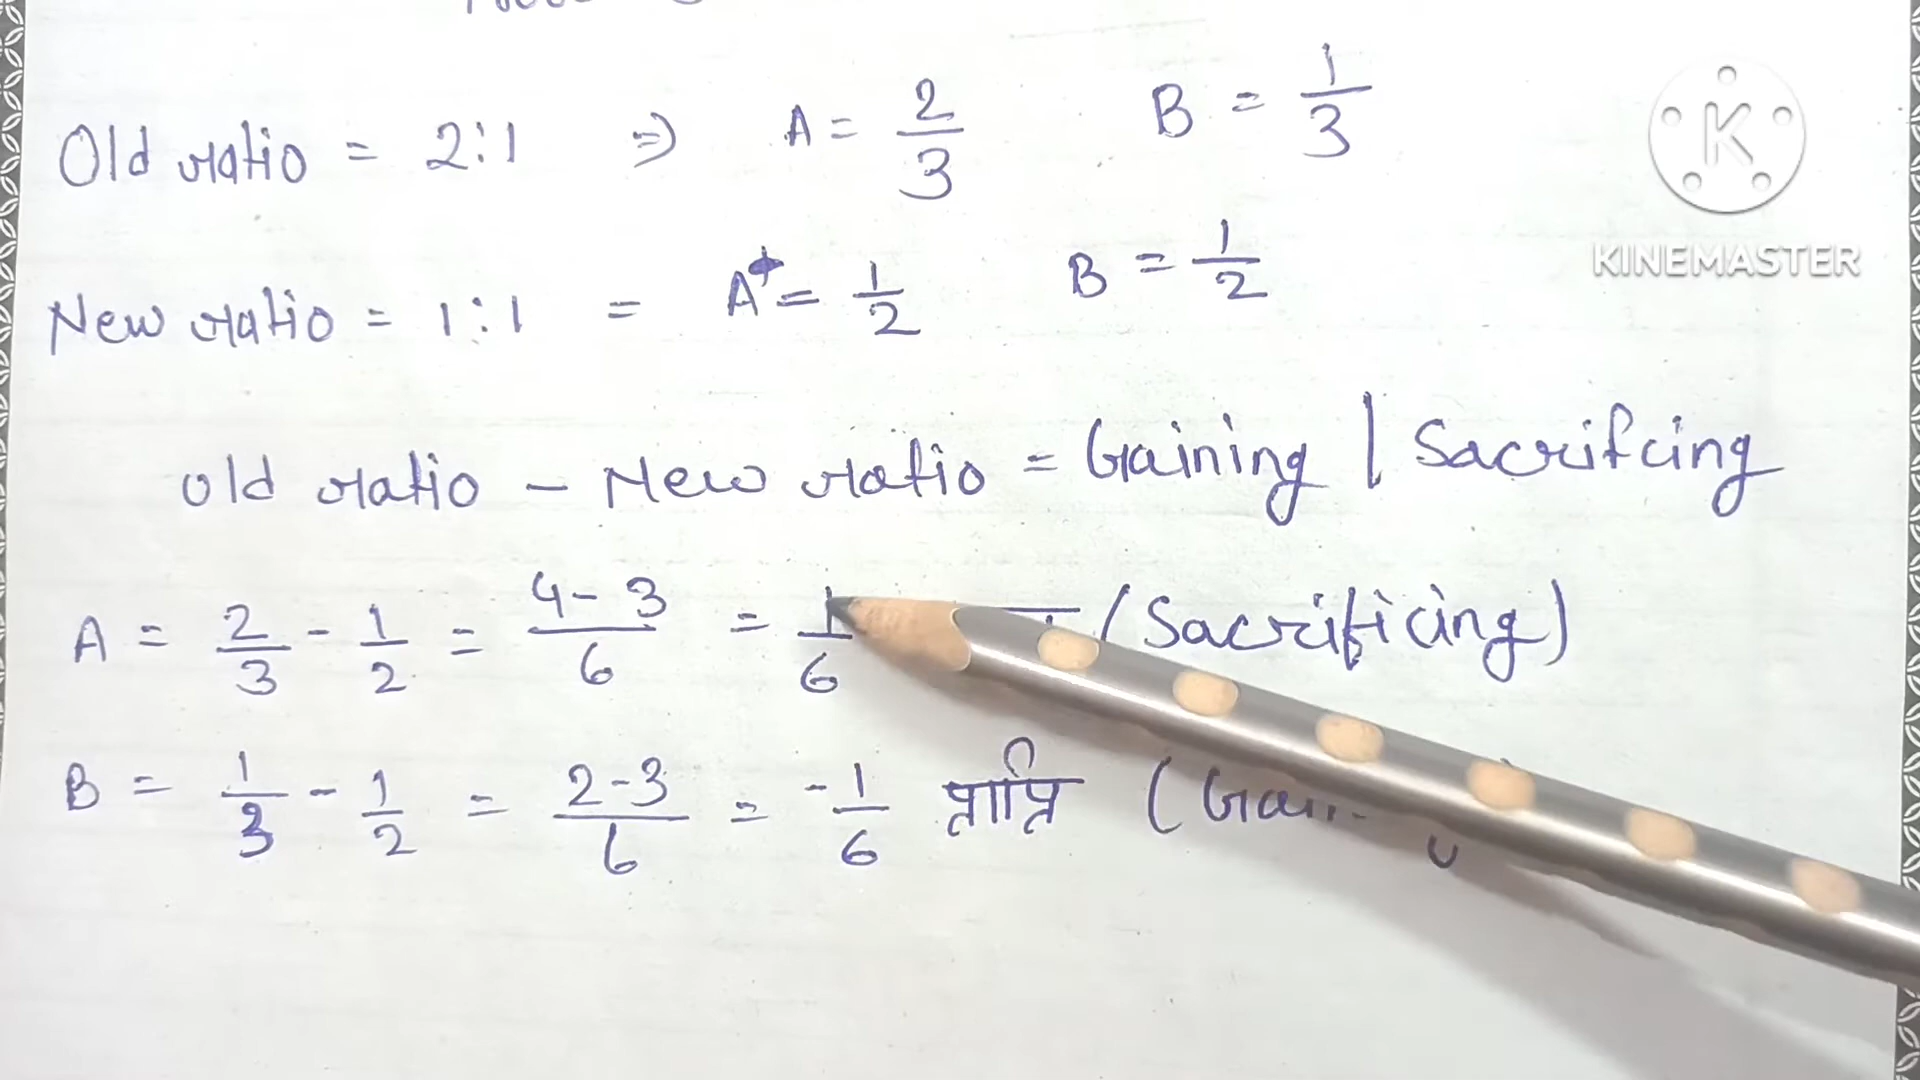 Old ratio = 2:1 ⇒ A = 2/3 B = 1/3
New ratio = 1:1 = A = 1/2 B = 1/2
Old ratio - New ratio = Gaining | Sacrifcing
A = 2/3 - 1/2 = 4-3/6 = 1/6 (Sacrificing)
B = 1/3 - 1/2 = 2-3/6 = -1/6 प्राप्ति
K
KINEMASTER